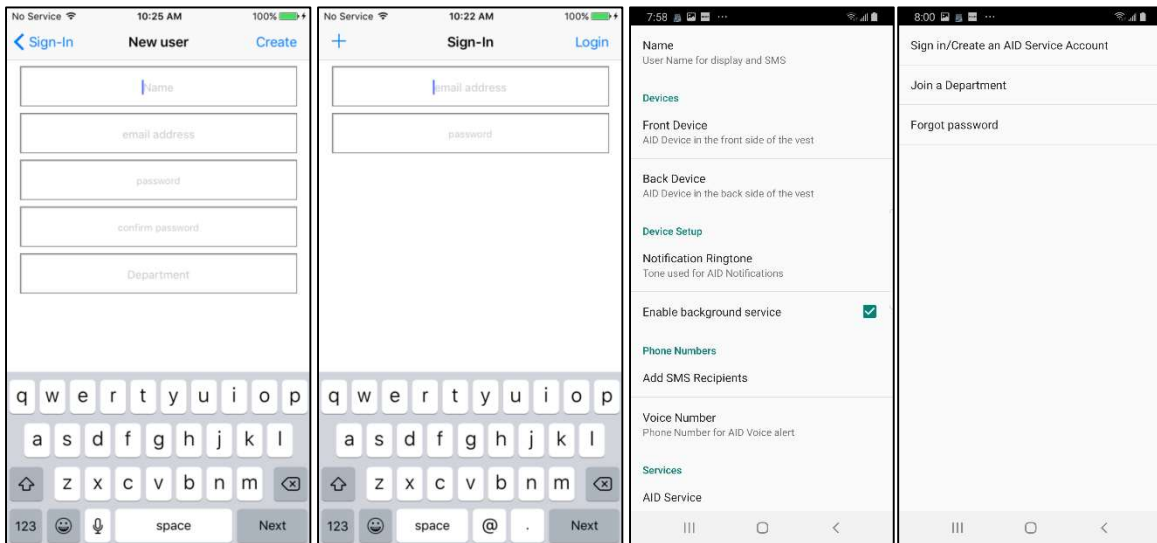 No Service 10:25 AM 100%
Sign-In New user Create
Name
email address
password
confirm password
Department
q w e r t y u i o p
a s d f g h j k l
z x c v b n m
123 space Next
No Service 10:22 AM 100%
+ Sign-In Login
email address
password
q w e r t y u i o p
a s d f g h j k l
z x c v b n m
123 space @ . Next
7:58
Name
User Name for display and SMS
Devices
Front Device
AID Device in the front side of the vest
Back Device
AID Device in the back side of the vest
Device Setup
Notification Ringtone
Tone used for AID Notifications
Enable background service
Phone Numbers
Add SMS Recipients
Voice Number
Phone Number for AID Voice alert
Services
AID Service
8:00
Sign in/Create an AID Service Account
Join a Department
Forgot password